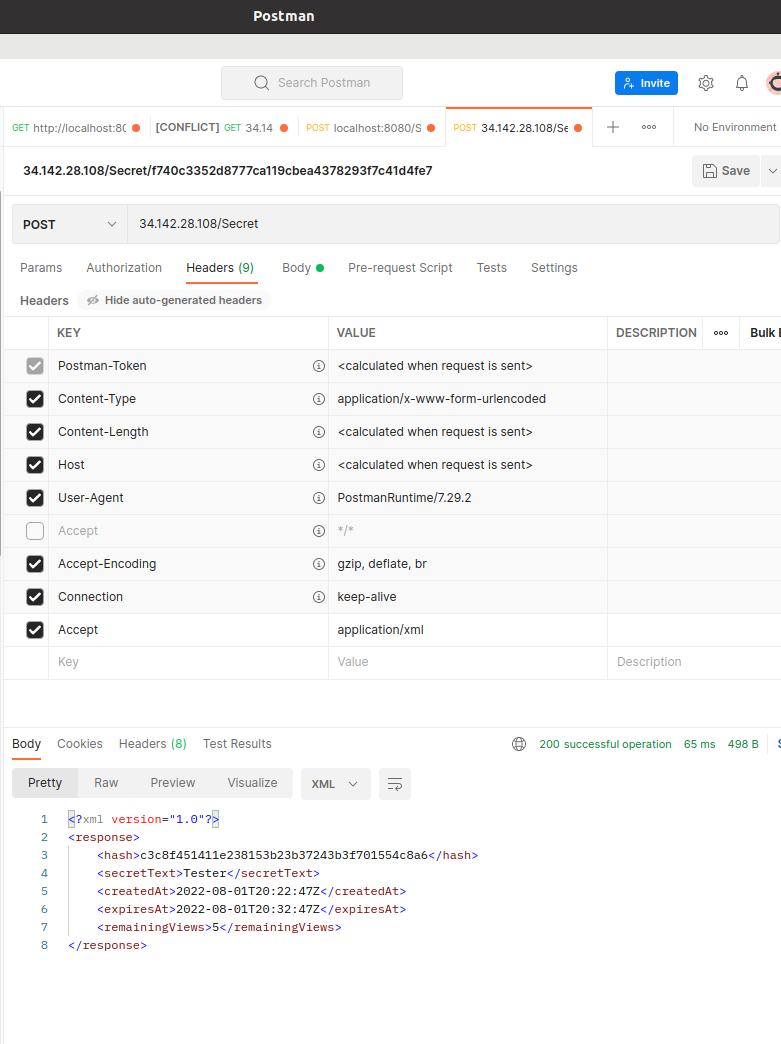 Postman
Search Postman
Invite
GET http://localhost:80
[CONFLICT] GET 34.14
POST localhost:8080/S
POST 34.142.28.108/Se
No Environment
34.142.28.108/Secret/f740c3352d8777ca119cbea4378293f7c41d4fe7
Save
POST 34.142.28.108/Secret
Params Authorization Headers (9) Body Pre-request Script Tests Settings
Headers Hide auto-generated headers
KEY VALUE DESCRIPTION Bulk
Postman-Token <calculated when request is sent>
Content-Type application/x-www-form-urlencoded
Content-Length <calculated when request is sent>
Host <calculated when request is sent>
User-Agent PostmanRuntime/7.29.2
Accept */*
Accept-Encoding gzip, deflate, br
Connection keep-alive
Accept application/xml
Key Value Description
Body Cookies Headers (8) Test Results 200 successful operation 65 ms 498 B
Pretty Raw Preview Visualize XML
1 <?xml version="1.0"?>
2 <response>
3 <hash>c3c8f451411e238153b23b37243b3f701554c8a6</hash>
4 <secretText>Tester</secretText>
5 <createdAt>2022-08-01T20:22:47Z</createdAt>
6 <expiresAt>2022-08-01T20:32:47Z</expiresAt>
7 <remainingViews>5</remainingViews>
8 </response>